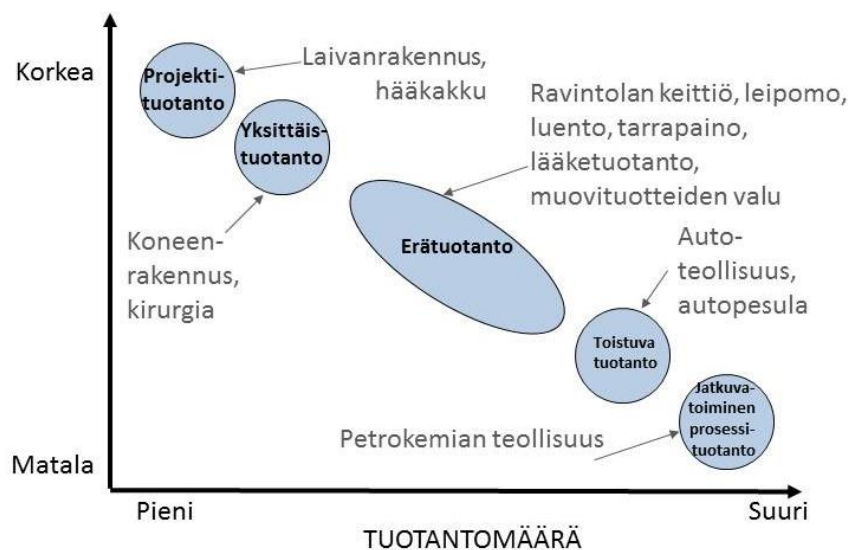 Korkea
Projekti-
tuotanto
Laivanrakennus,
hääkakku
Yksittäis-
tuotanto
Ravintolan keittiö, leipomo,
luento, tarrapaino,
lääketuotanto,
muovituotteiden valu
Koneen-
rakennus,
kirurgia
Erätuotanto
Auto-
teollisuus,
autopesula
Toistuva
tuotanto
Jatkuva-
toiminen
prosessi-
tuotanto
Petrokemian teollisuus
Matala
Pieni
Suuri
TUOTANTOMÄÄRÄ